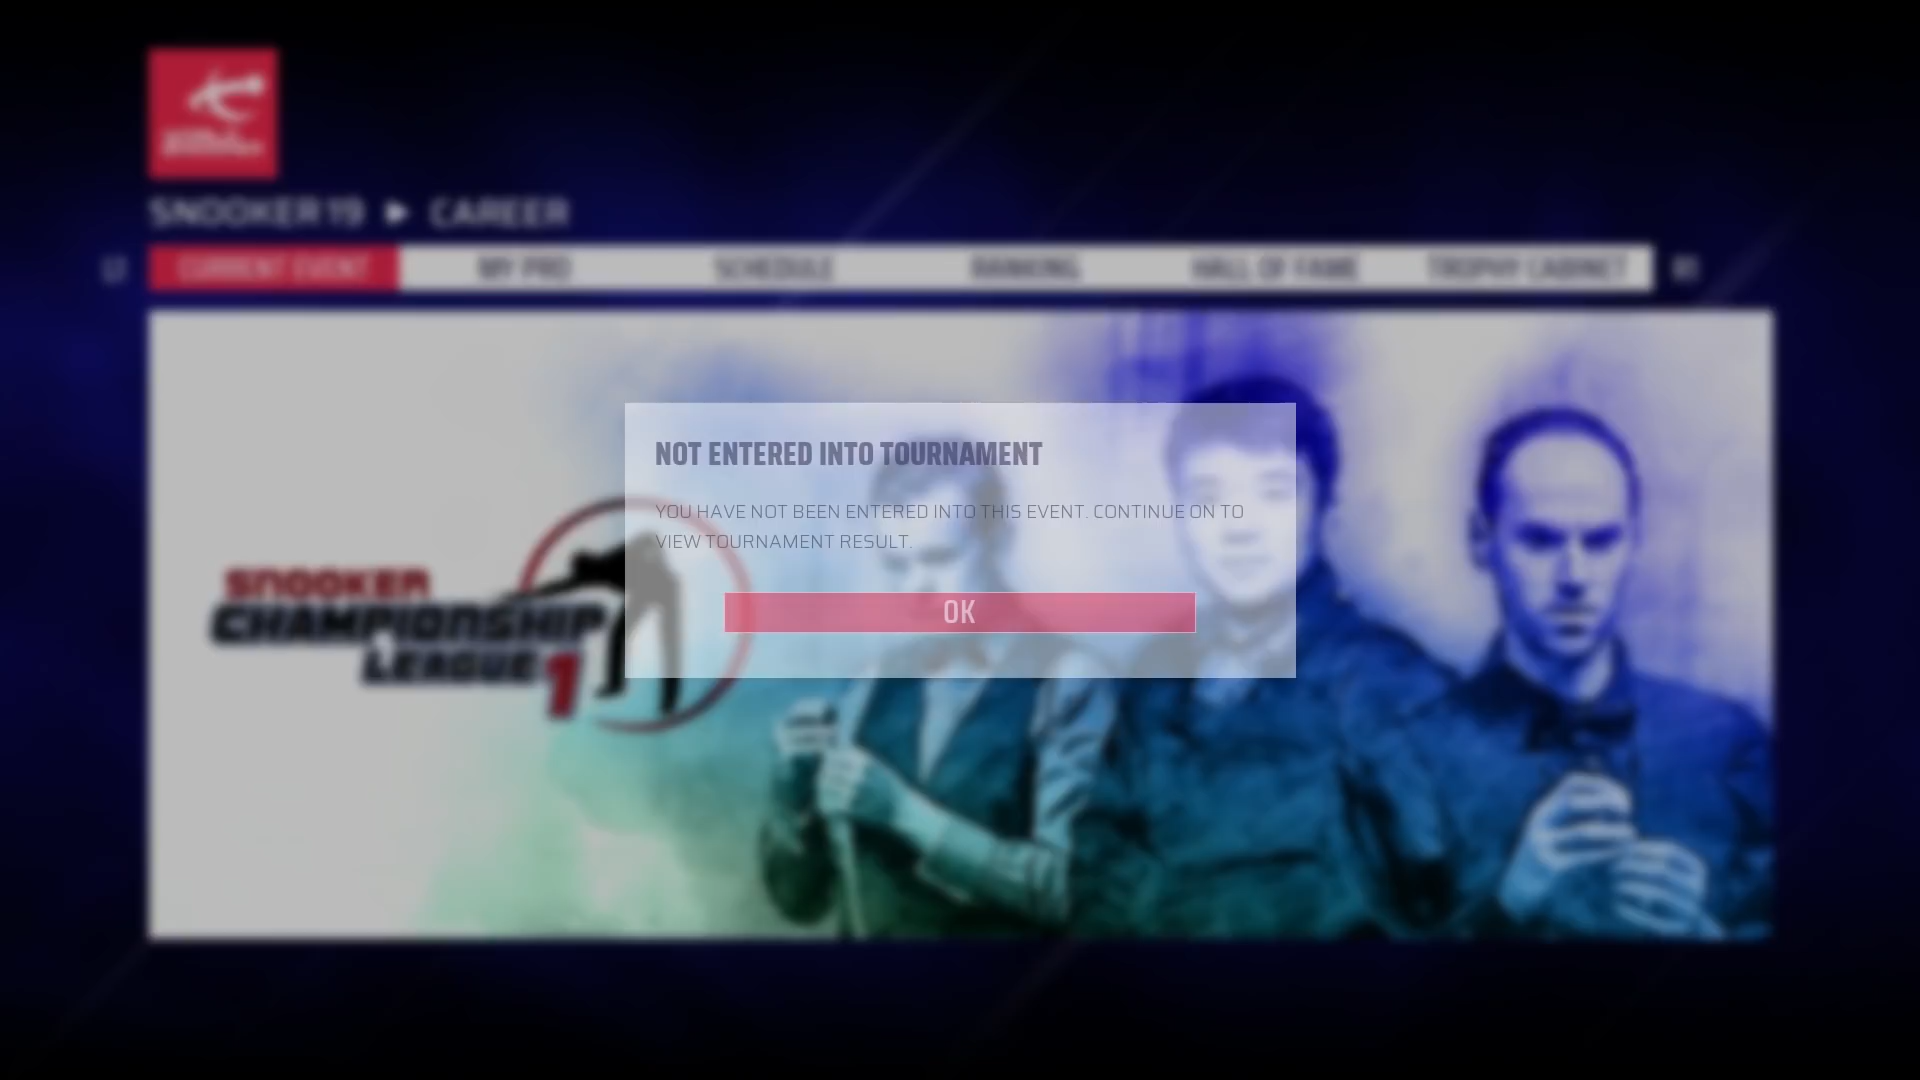 SNOOKER 19 ► CAREER
CURRENT EVENT MY PRO SCHEDULE RANKING HALL OF FAME TROPHY CABINET
NOT ENTERED INTO TOURNAMENT
YOU HAVE NOT BEEN ENTERED INTO THIS EVENT. CONTINUE ON TO
VIEW TOURNAMENT RESULT.
OK
SNOOKER
CHAMPIONSHIP
LEAGUE 1